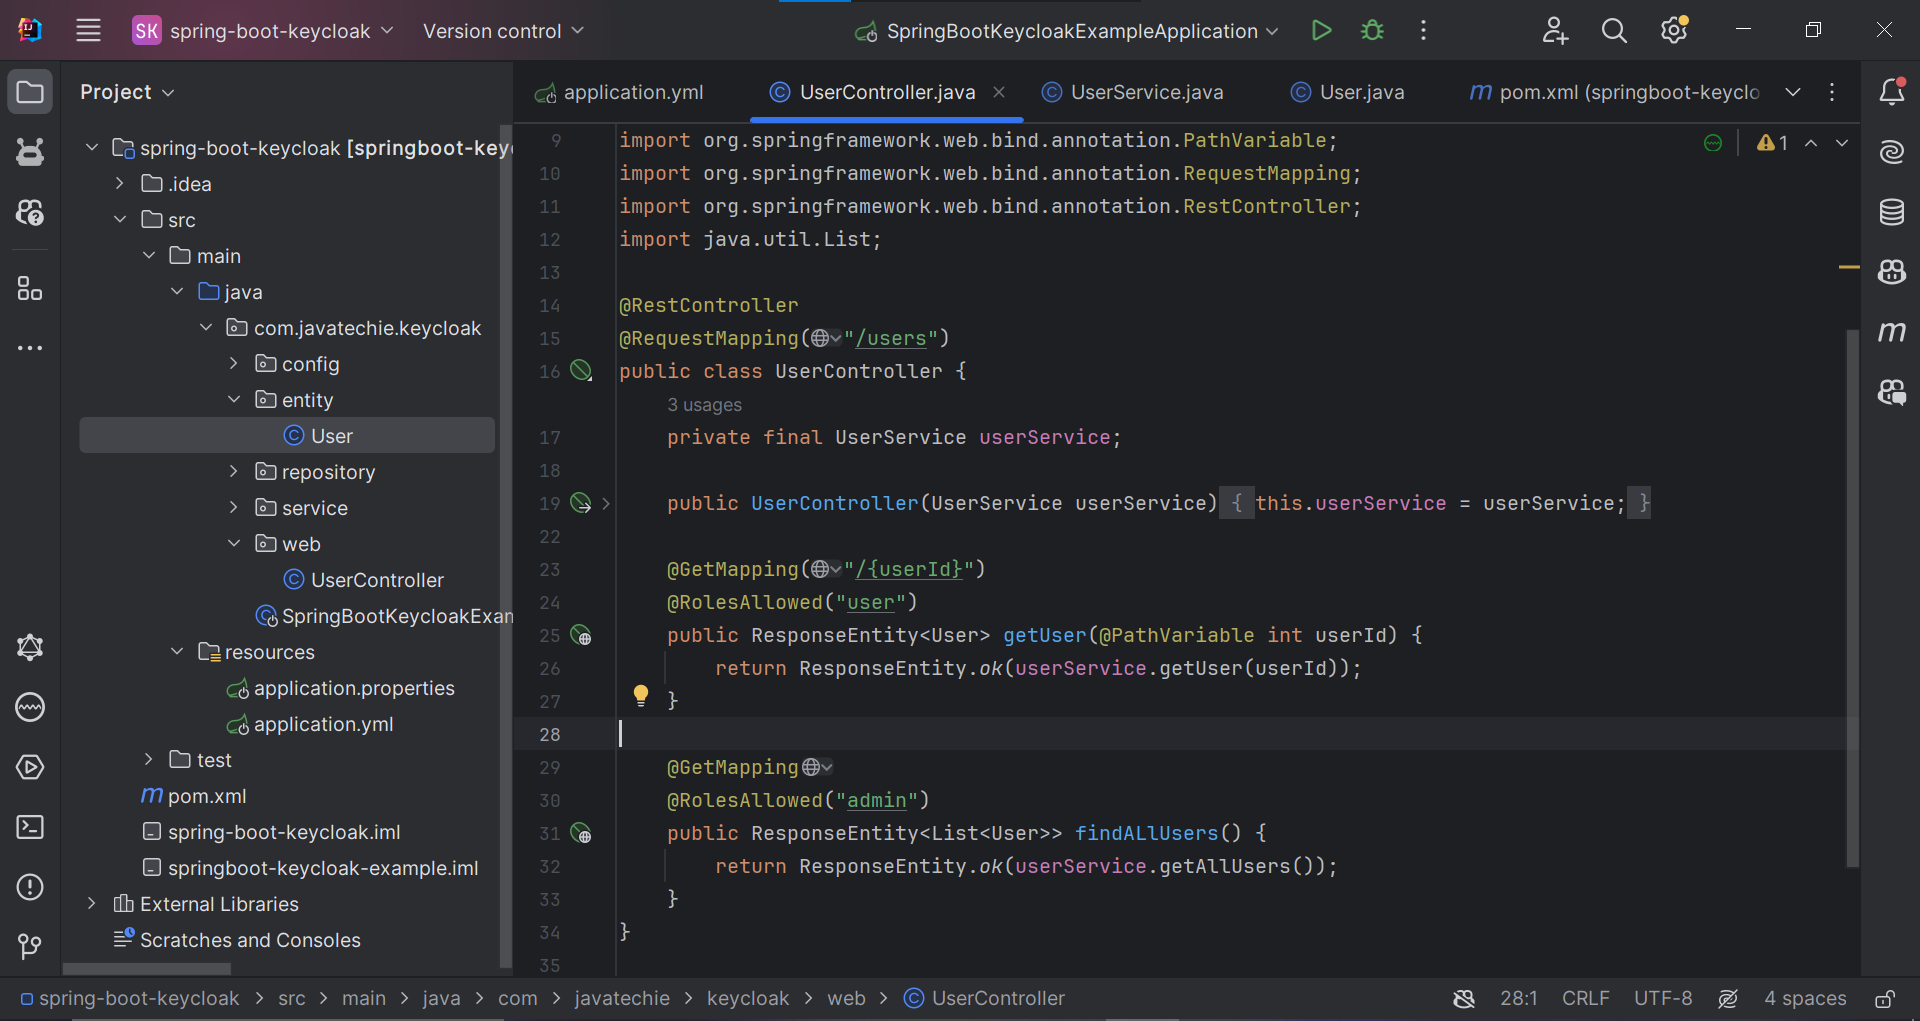 SK spring-boot-keycloak Version control SpringBootKeycloakExampleApplication
Project
application.yml UserController.java UserService.java User.java m pom.xml (springboot-keyclo
spring-boot-keycloak [springboot-key
.idea
src
main
java
com.javatechie.keycloak
config
entity
User
repository
service
web
UserController
SpringBootKeycloakExan
resources
application.properties
application.yml
test
m pom.xml
spring-boot-keycloak.iml
springboot-keycloak-example.iml
External Libraries
Scratches and Consoles
1
9 import org.springframework.web.bind.annotation.PathVariable;
10 import org.springframework.web.bind.annotation.RequestMapping;
11 import org.springframework.web.bind.annotation.RestController;
12 import java.util.List;
13
14 @RestController
15 @RequestMapping("/users")
16 public class UserController {
3 usages
17 private final UserService userService;
18
19 public UserController(UserService userService) { this.userService = userService; }
22
23 @GetMapping("/{userId}")
24 @RolesAllowed("user")
25 public ResponseEntity<User> getUser(@PathVariable int userId) {
26 return ResponseEntity.ok(userService.getUser(userId));
27 }
28
29 @GetMapping
30 @RolesAllowed("admin")
31 public ResponseEntity<List<User>> findALlUsers() {
32 return ResponseEntity.ok(userService.getAllUsers());
33 }
34 }
35
m
spring-boot-keycloak > src > main > java > com > javatechie > keycloak > web > UserController 28:1 CRLF UTF-8 4 spaces